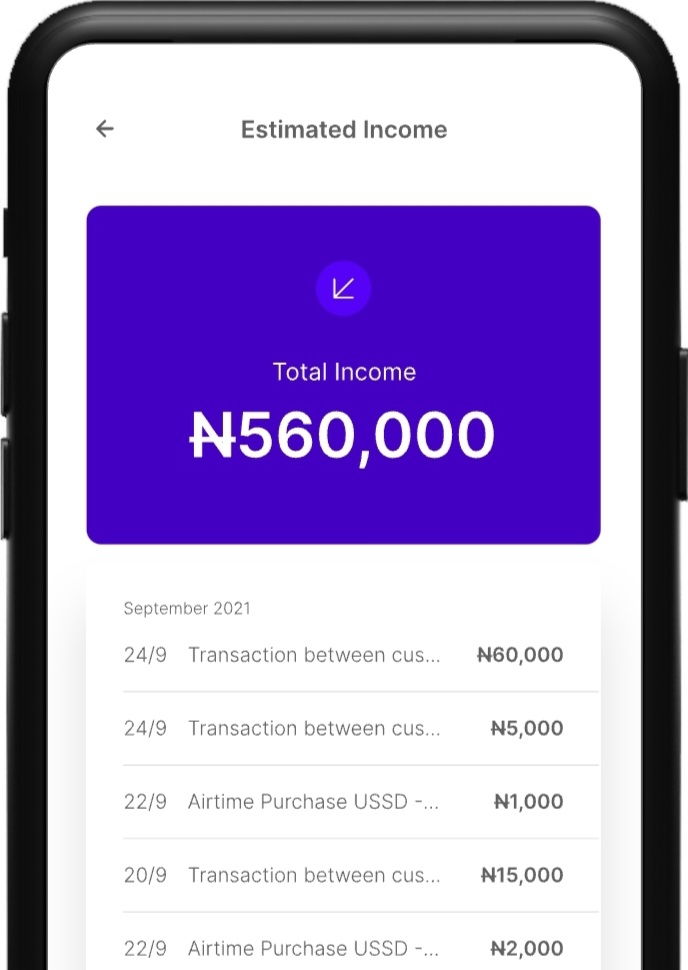 Estimated Income
Total Income
₦560,000
September 2021
24/9 Transaction between cus... ₦60,000
24/9 Transaction between cus... ₦5,000
22/9 Airtime Purchase USSD -... ₦1,000
20/9 Transaction between cus... ₦15,000
22/9 Airtime Purchase USSD -... ₦2,000